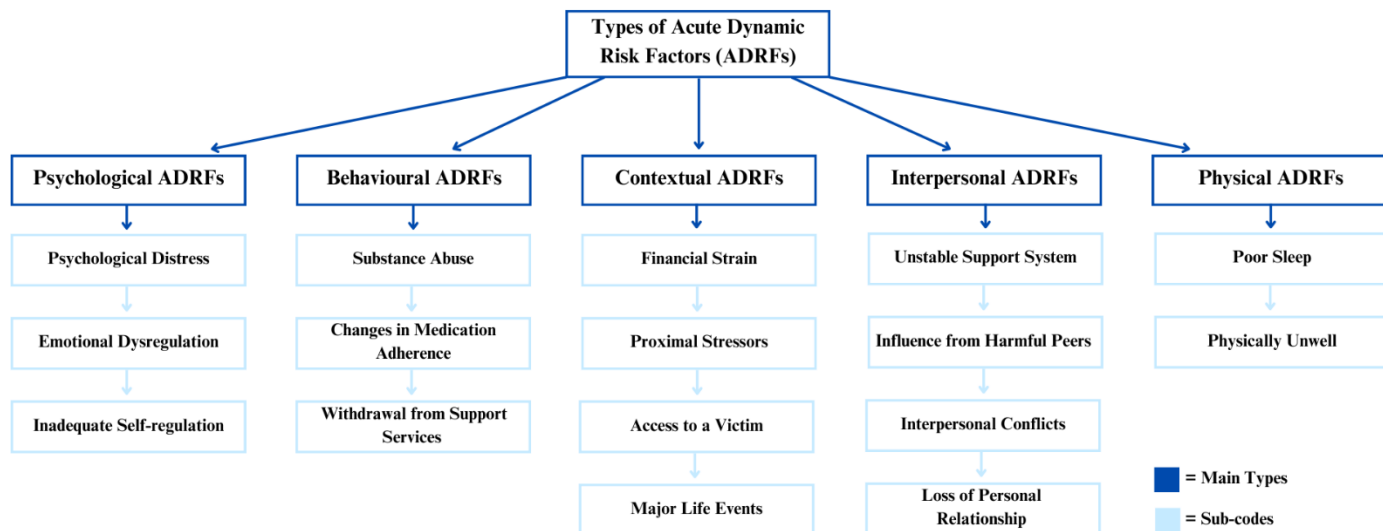 Types of Acute Dynamic
Risk Factors (ADRFs)
Psychological ADRFs
Behavioural ADRFs
Contextual ADRFs
Interpersonal ADRFs
Physical ADRFs
Psychological Distress
Substance Abuse
Financial Strain
Unstable Support System
Poor Sleep
Emotional Dysregulation
Changes in Medication
Adherence
Proximal Stressors
Influence from Harmful Peers
Physically Unwell
Inadequate Self-regulation
Withdrawal from Support
Services
Access to a Victim
Interpersonal Conflicts
Major Life Events
Loss of Personal
Relationship
= Main Types
= Sub-codes